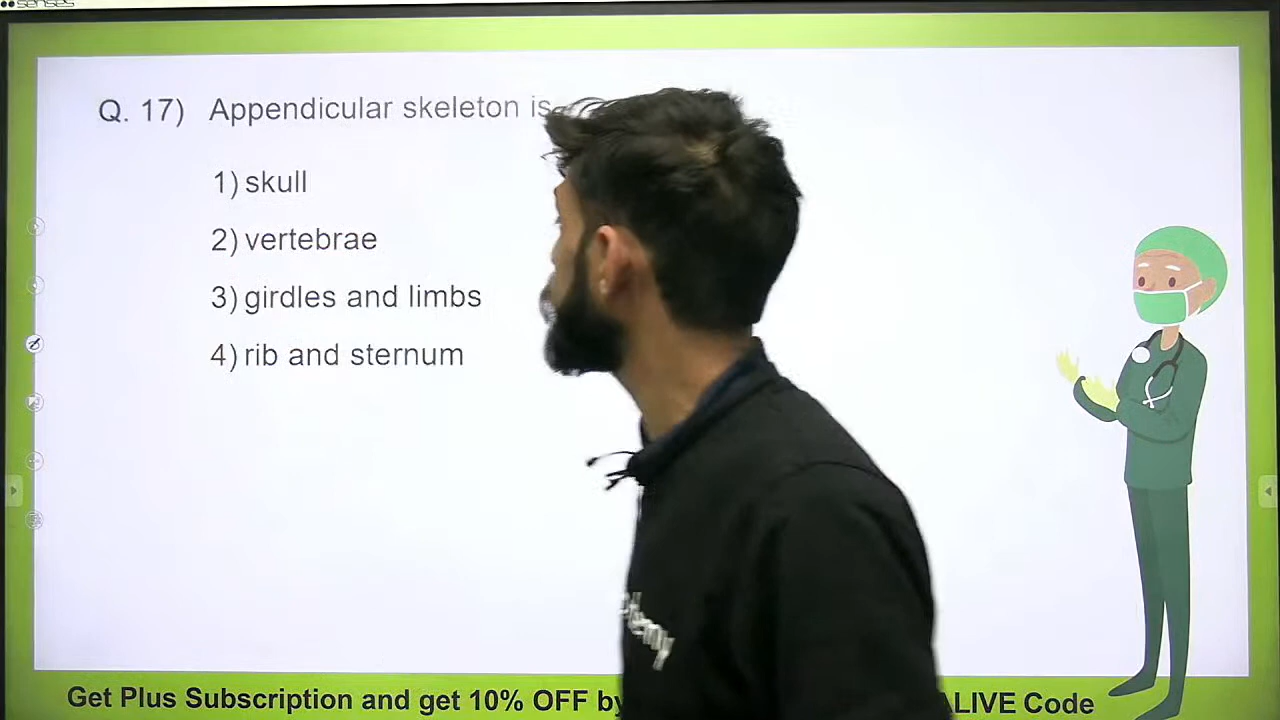 senses
Q. 17) Appendicular skeleton is
1) skull
2) vertebrae
3) girdles and limbs
4) rib and sternum
Get Plus Subscription and get 10% OFF by LIVE Code